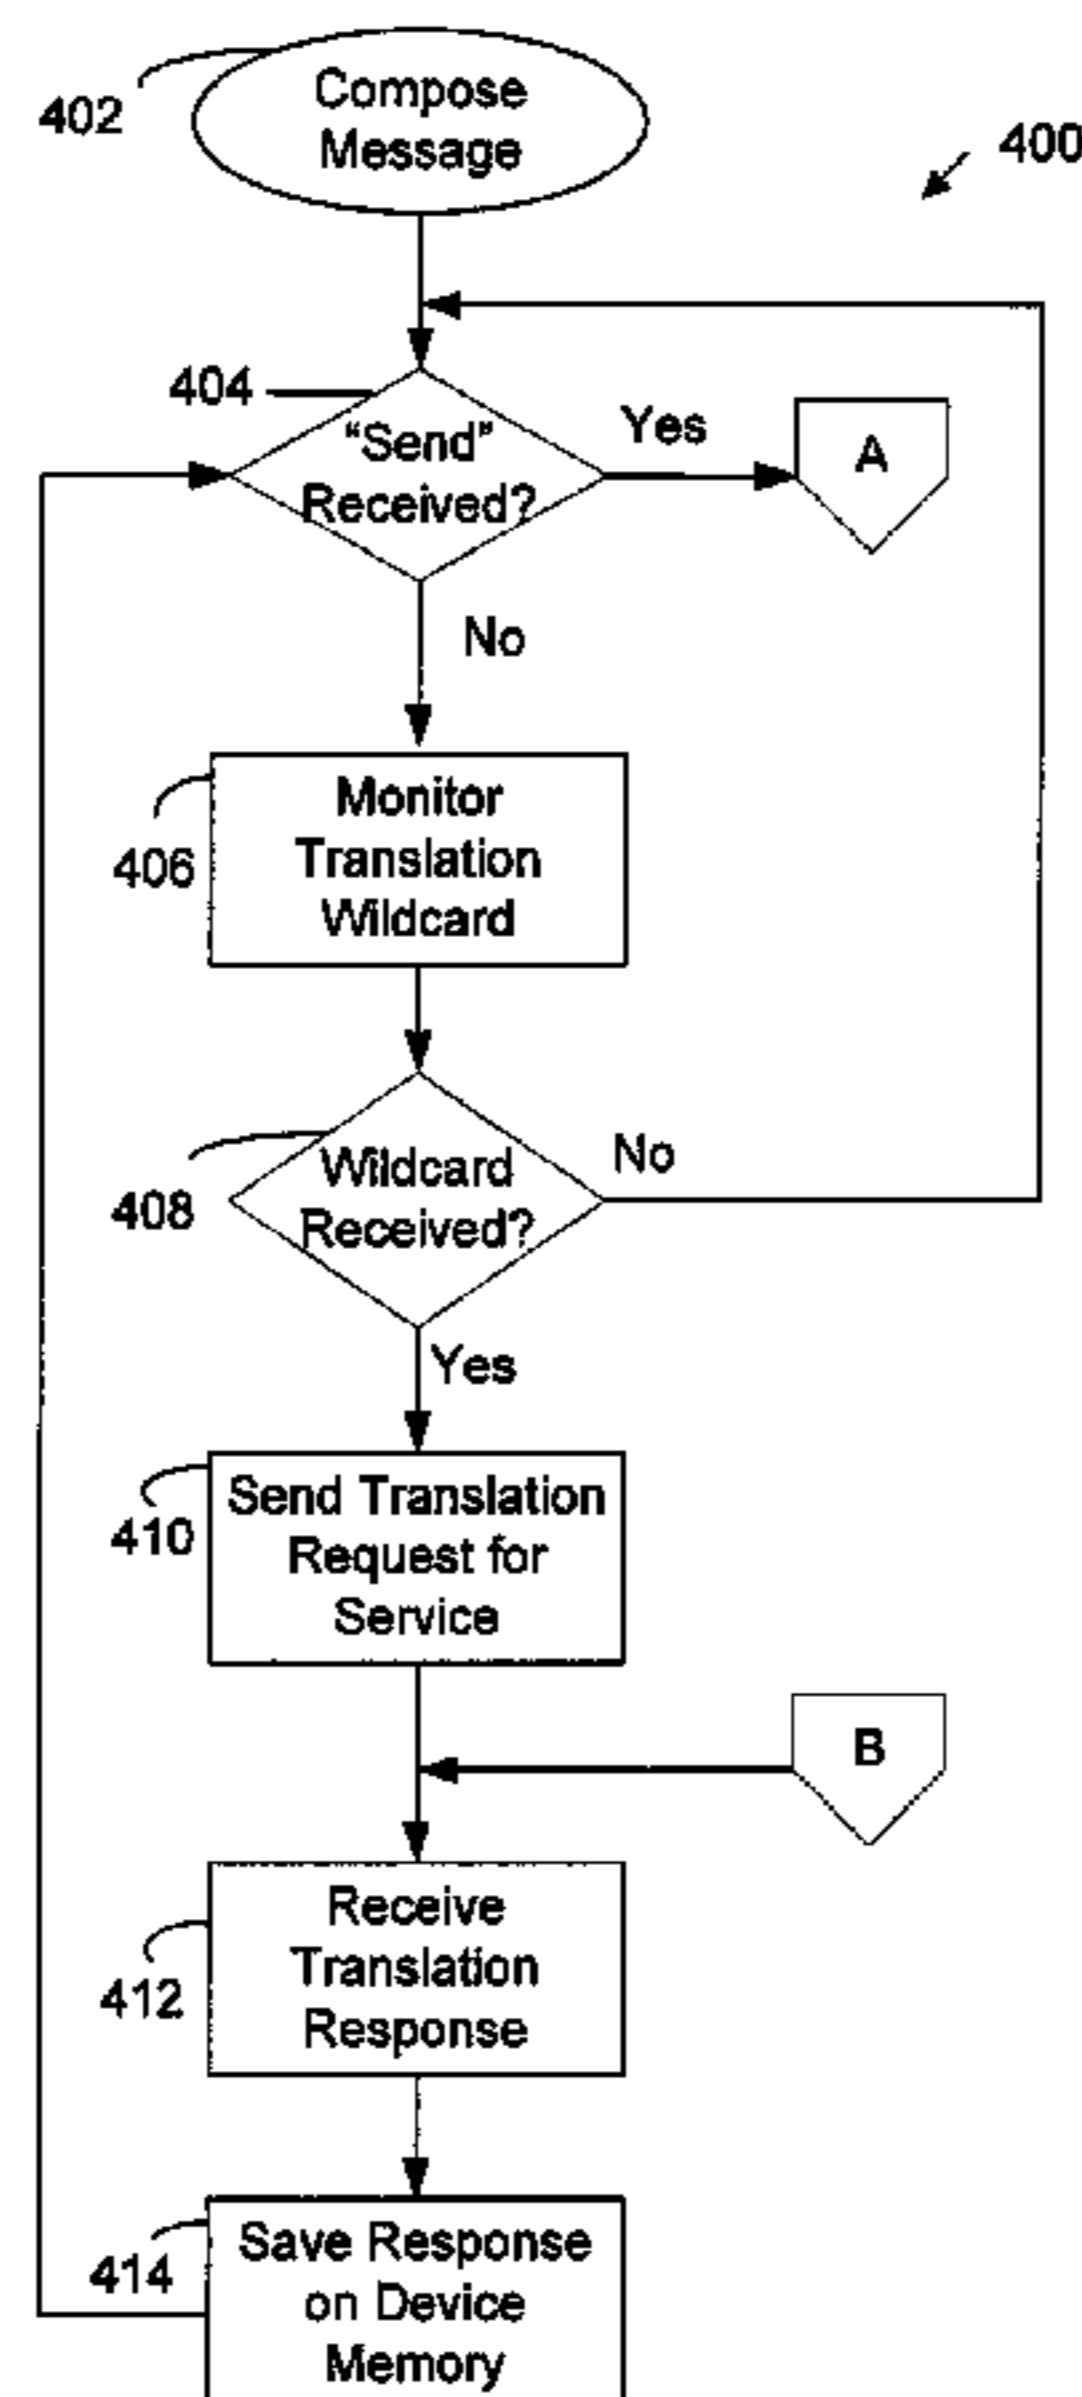 Compose
Message
402
400
404
"Send"
Received?
Yes
A
No
Monitor
Translation
Wildcard
406
Wildcard
Received?
No
408
Yes
Send Translation
Request for
Service
410
B
Receive
Translation
Response
412
Save Response
on Device
Memory
414